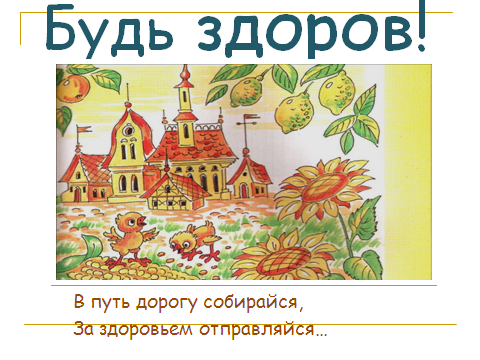 Будь здоров!
В путь дорогу собирайся,
За здоровьем отправляйся...